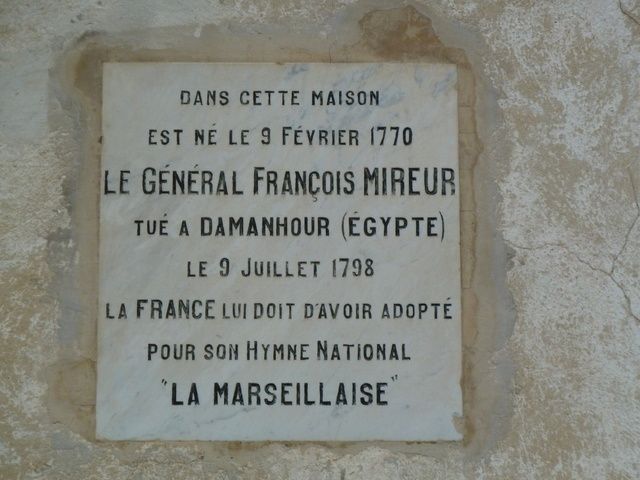 DANS CETTE MAISON
EST NÉ LE 9 FÉVRIER 1770
LE GÉNÉRAL FRANÇOIS MIREUR
TUÉ A DAMANHOUR (ÉGYPTE)
LE 9 JUILLET 1798
LA FRANCE LUI DOIT D'AVOIR ADOPTÉ
POUR SON HYMNE NATIONAL
"LA MARSEILLAISE"